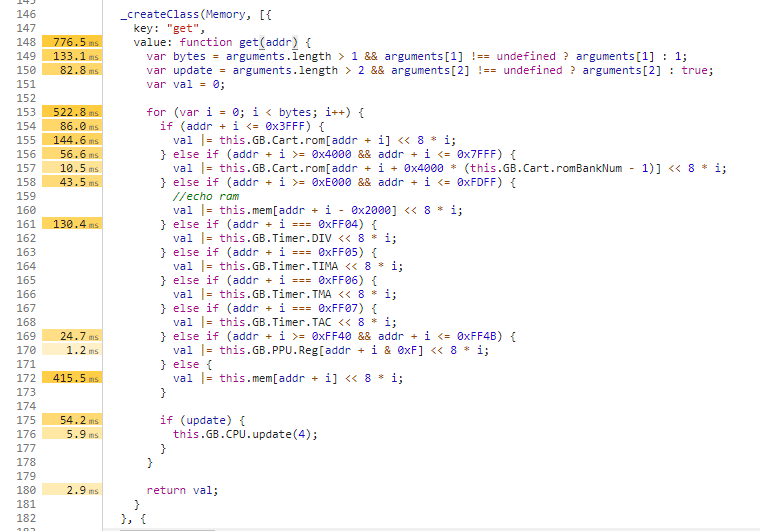 146 _createClass(Memory, [{
147 key: "get",
148 776.5 ms value: function get(addr) {
149 133.1 ms var bytes = arguments.length > 1 && arguments[1] !== undefined ? arguments[1] : 1;
150 82.8 ms var update = arguments.length > 2 && arguments[2] !== undefined ? arguments[2] : true;
151 var val = 0;
152
153 522.8 ms for (var i = 0; i < bytes; i++) {
154 86.0 ms if (addr + i <= 0x3FFF) {
155 144.6 ms val |= this.GB.Cart.rom[addr + i] << 8 * i;
156 56.6 ms } else if (addr + i >= 0x4000 && addr + i <= 0x7FFF) {
157 10.5 ms val |= this.GB.Cart.rom[addr + i + 0x4000 * (this.GB.Cart.romBankNum - 1)] << 8 * i;
158 43.5 ms } else if (addr + i >= 0xE000 && addr + i <= 0xFDFF) {
159 //echo ram
160 val |= this.mem[addr + i - 0x2000] << 8 * i;
161 130.4 ms } else if (addr + i === 0xFF04) {
162 val |= this.GB.Timer.DIV << 8 * i;
163 } else if (addr + i === 0xFF05) {
164 val |= this.GB.Timer.TIMA << 8 * i;
165 } else if (addr + i === 0xFF06) {
166 val |= this.GB.Timer.TMA << 8 * i;
167 } else if (addr + i === 0xFF07) {
168 val |= this.GB.Timer.TAC << 8 * i;
169 24.7 ms } else if (addr + i >= 0xFF40 && addr + i <= 0xFF4B) {
170 1.2 ms val |= this.GB.PPU.Reg[addr + i & 0xF] << 8 * i;
171 } else {
172 415.5 ms val |= this.mem[addr + i] << 8 * i;
173 }
174
175 54.2 ms if (update) {
176 5.9 ms this.GB.CPU.update(4);
177 }
178 }
179
180 2.9 ms return val;
181 }
182 }, {